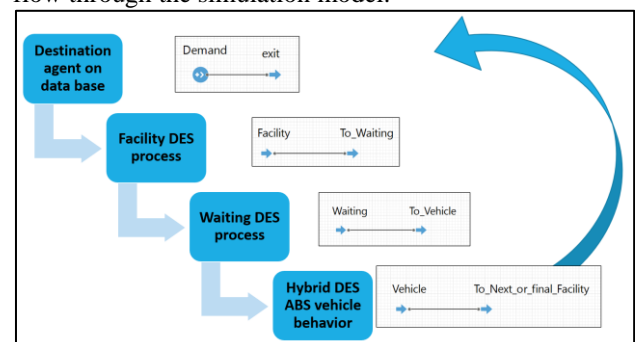 flow through the simulation model.
Destination
agent on
data base
Demand
exit
Facility DES
process
Facility
To_Waiting
Waiting DES
process
Waiting
To_Vehicle
Hybrid DES
ABS vehicle
behavior
Vehicle
To_Next_or_final_Facility